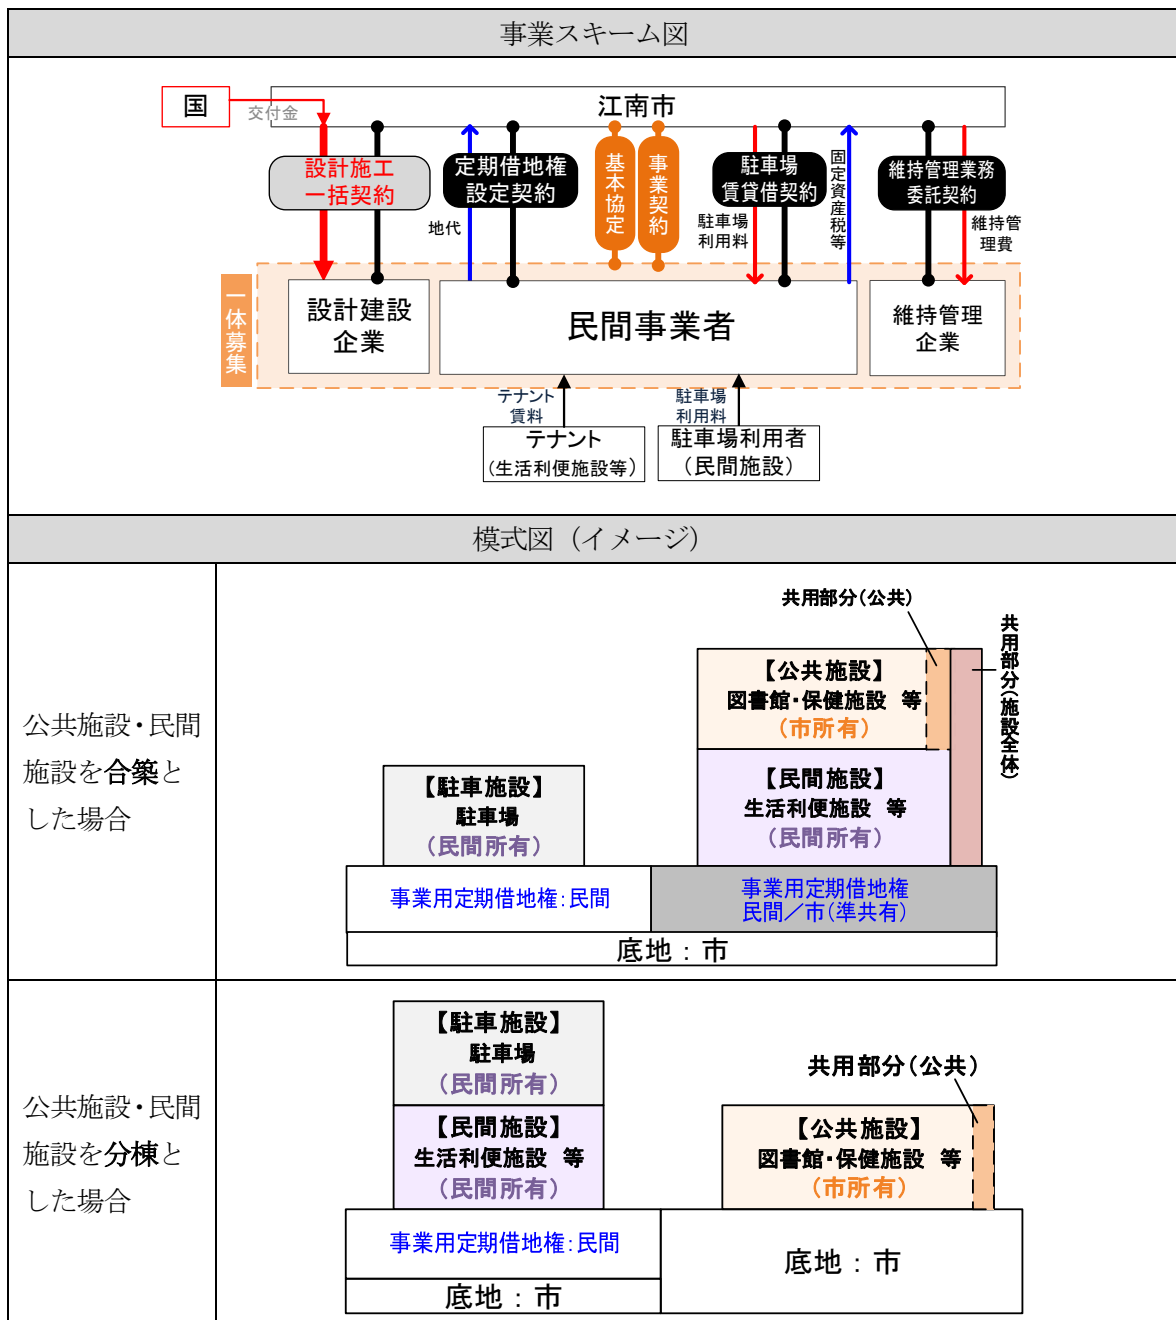 事業スキーム図
国
交付金
江南市
設計施工
一括契約
定期借地権
設定契約
地代
基本協定
事業契約
駐車場
賃貸借契約
駐車場
利用料
固定資産税等
維持管理業務
委託契約
維持管
理費
一体募集
設計建設
企業
民間事業者
維持管理
企業
テナント
賃料
駐車場
利用料
テナント
(生活利便施設等)
駐車場利用者
(民間施設)
模式図（イメージ）
公共施設・民間
施設を合築と
した場合
共用部分(公共)
共用部分(施設全体)
【公共施設】
図書館・保健施設 等
(市所有)
【民間施設】
生活利便施設 等
(民間所有)
【駐車施設】
駐車場
(民間所有)
事業用定期借地権：民間
事業用定期借地権
民間／市(準共有)
底地：市
公共施設・民間
施設を分棟と
した場合
【駐車施設】
駐車場
(民間所有)
【民間施設】
生活利便施設 等
(民間所有)
共用部分(公共)
【公共施設】
図書館・保健施設 等
(市所有)
事業用定期借地権：民間
底地：市
底地：市